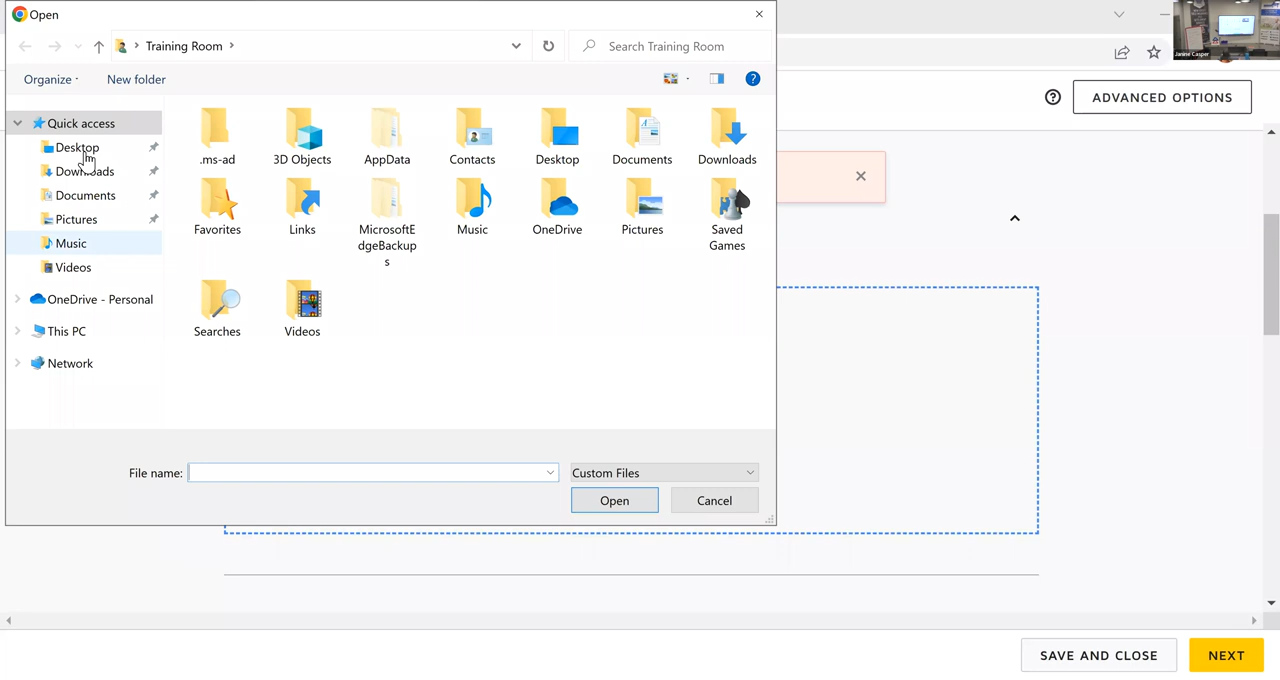 Open
Training Room
Search Training Room
Organize
New folder
ADVANCED OPTIONS
Janine Casper
Quick access
Desktop
Downloads
Documents
Pictures
Music
Videos
OneDrive - Personal
This PC
Network
.ms-ad
3D Objects
AppData
Contacts
Desktop
Documents
Downloads
Favorites
Links
MicrosoftE
dgeBackup
s
Music
OneDrive
Pictures
Saved
Games
Searches
Videos
File name:
Custom Files
Open
Cancel
SAVE AND CLOSE
NEXT